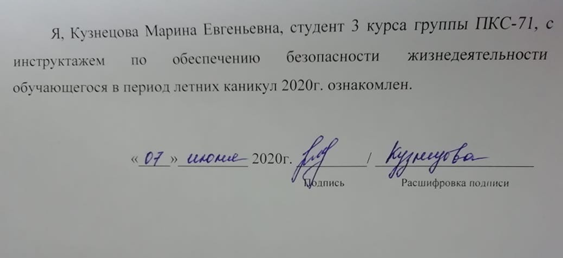 Я, Кузнецова Марина Евгеньевна, студент 3 курса группы ПКС-71, с
инструктажем по обеспечению безопасности жизнедеятельности
обучающегося в период летних каникул 2020г. ознакомлен.
«07» июня 2020г. / Кузнецова
Подпись Расшифровка подписи